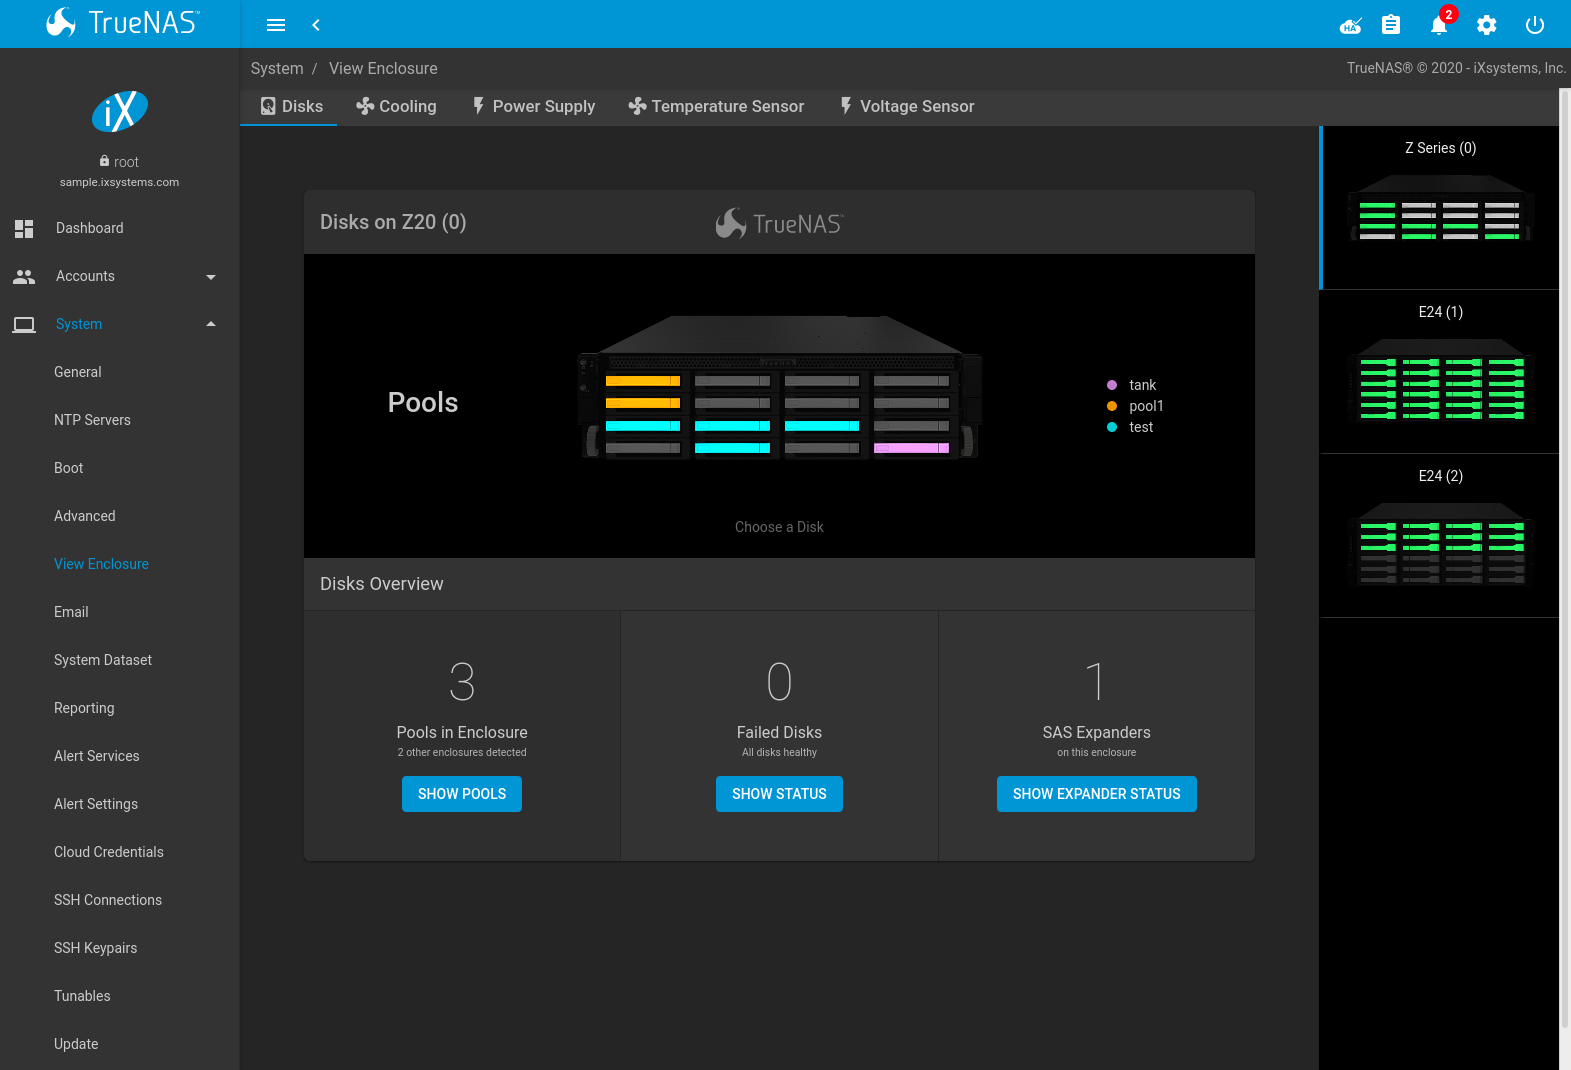 TrueNAS™
2
System / View Enclosure
TrueNAS® © 2020 - iXsystems, Inc.
iX
root
sample.ixsystems.com
Dashboard
Accounts
System
General
NTP Servers
Boot
Advanced
View Enclosure
Email
System Dataset
Reporting
Alert Services
Alert Settings
Cloud Credentials
SSH Connections
SSH Keypairs
Tunables
Update
Disks Cooling Power Supply Temperature Sensor Voltage Sensor
Disks on Z20 (0)
TrueNAS™
Pools
tank
pool1
test
Choose a Disk
Disks Overview
3
Pools in Enclosure
2 other enclosures detected
SHOW POOLS
0
Failed Disks
All disks healthy
SHOW STATUS
1
SAS Expanders
on this enclosure
SHOW EXPANDER STATUS
Z Series (0)
E24 (1)
E24 (2)
HA